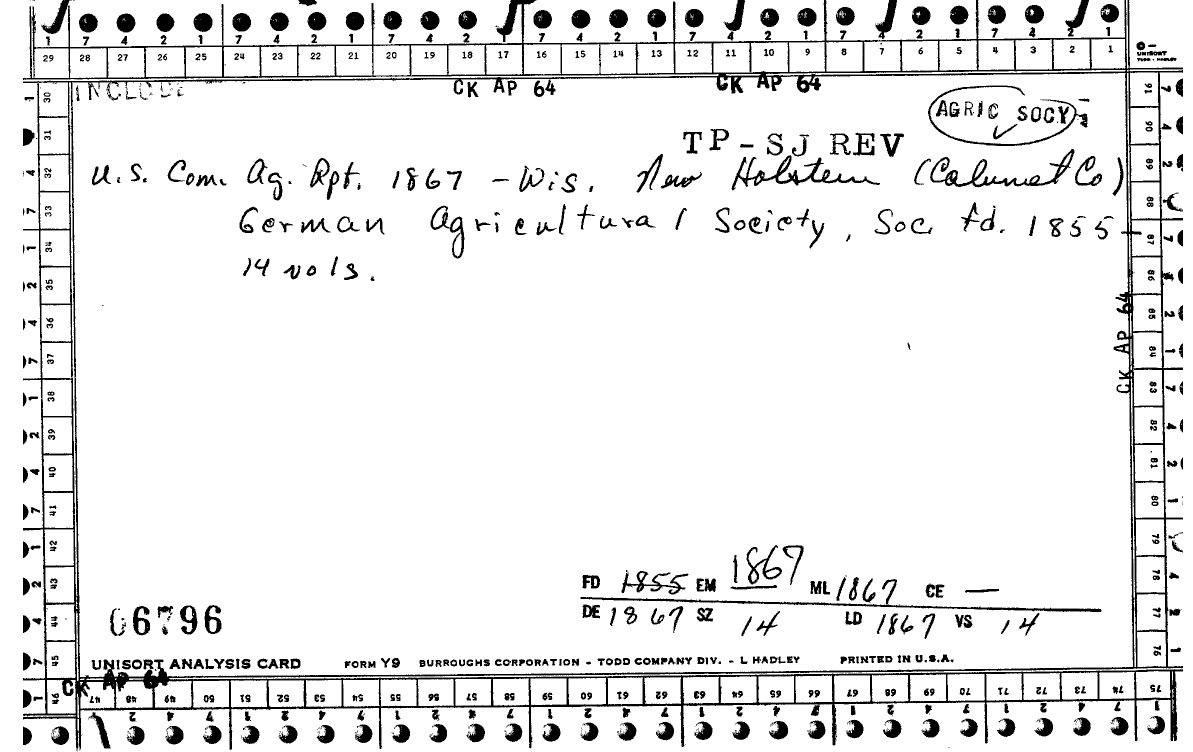 1 7 4 2 1 7 4 2 1 7 4 2 1 7 4 2 1 7 4 2 1 7 4 2 1 7 4 2 1
29 28 27 26 25 24 23 22 21 20 19 18 17 16 15 14 13 12 11 10 9 8 7 6 5 4 3 2 1
UNISORT
TODD - HADLEY
INCLUDE CK AP 64 CK AP 64
AGRIC SOCY
TP-SJ REV
U.S. Com. Ag. Rpt. 1867 - Wis. New Holstein (Calumet Co)
German Agricultural Society, Soc. fd. 1855 -
14 vols.
CK AP 64
FD 1855 EM 1867 ML 1867 CE —
DE 1867 SZ 14 LD 1867 VS 14
06796
UNISORT ANALYSIS CARD FORM Y9 BURROUGHS CORPORATION - TODD COMPANY DIV. - L HADLEY PRINTED IN U.S.A.
CK AP 64
30 31 32 33 34 35 36 37 38 39 40 41 42 43 44 45 46
47 48 49 50 51 52 53 54 55 56 57 58 59 60 61 62 63 64 65 66 67 68 69 70 71 72 73 74 75
76 77 78 79 80 81 82 83 84 85 86 87 88 89 90 91